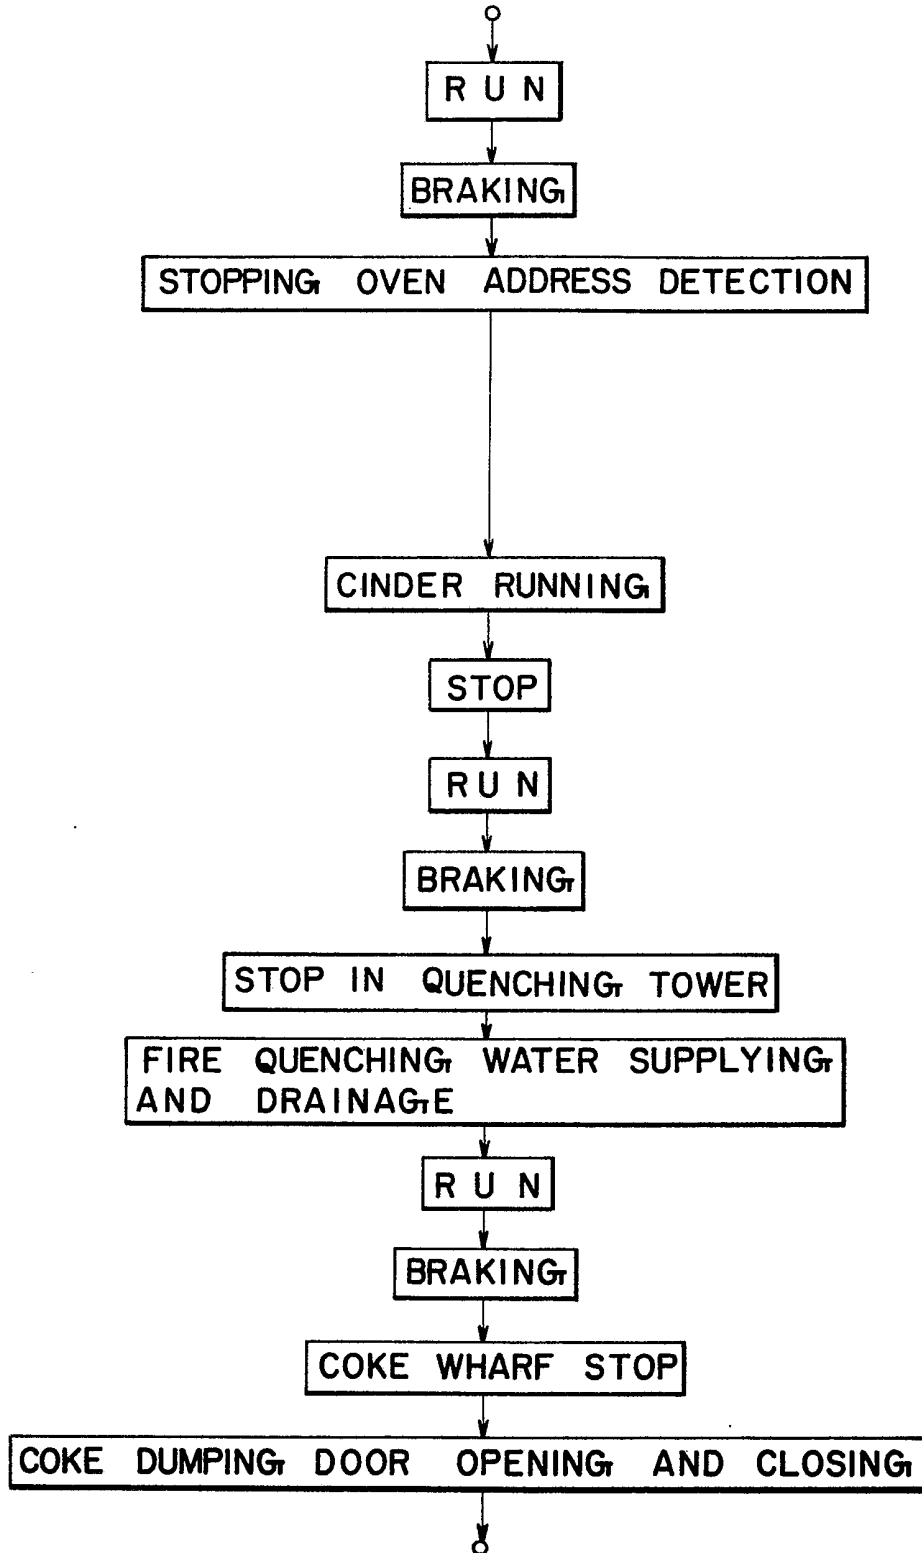 RUN
BRAKING
STOPPING OVEN ADDRESS DETECTION
CINDER RUNNING
STOP
RUN
BRAKING
STOP IN QUENCHING TOWER
FIRE QUENCHING WATER SUPPLYING
AND DRAINAGE
RUN
BRAKING
COKE WHARF STOP
COKE DUMPING DOOR OPENING AND CLOSING